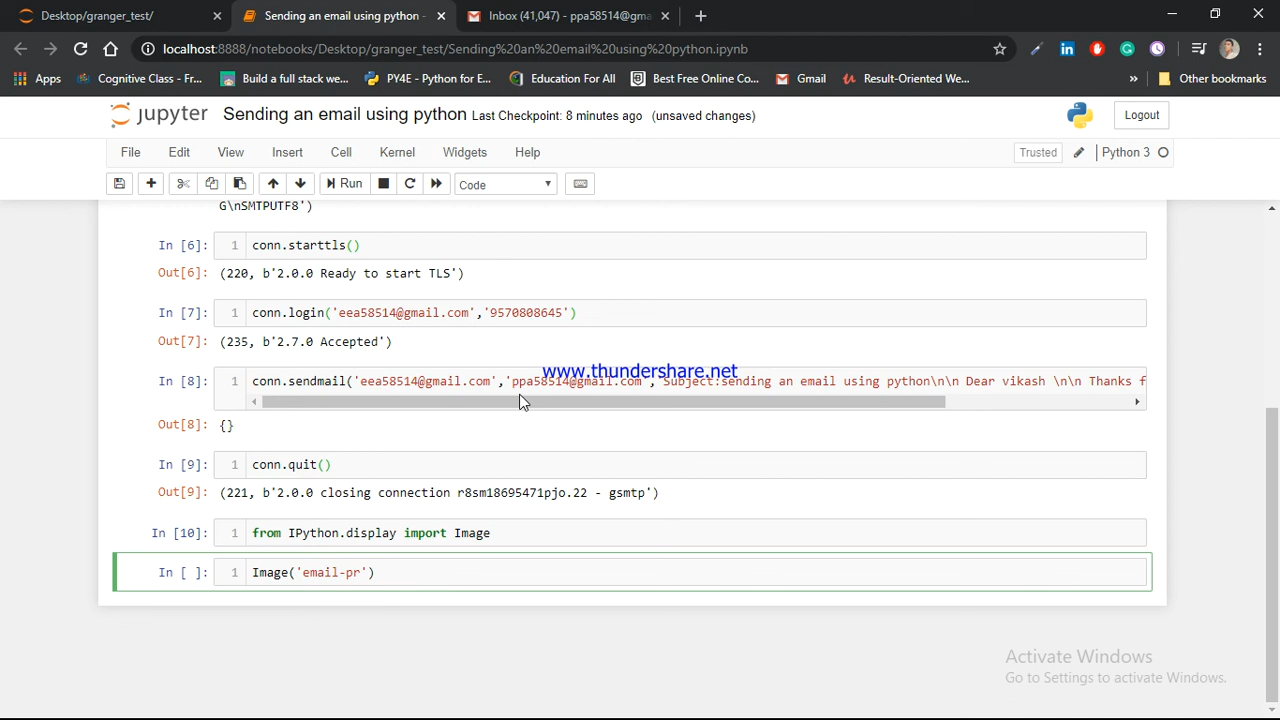 Desktop/granger_test/
Sending an email using python -
Inbox (41,047) - ppa58514@gma
localhost:8888/notebooks/Desktop/granger_test/Sending%20an%20email%20using%20python.ipynb
Apps
Cognitive Class - Fr...
Build a full stack we...
PY4E - Python for E...
Education For All
Best Free Online Co...
Gmail
Result-Oriented We...
»
Other bookmarks
jupyter
Sending an email using python Last Checkpoint: 8 minutes ago (unsaved changes)
Logout
File Edit View Insert Cell Kernel Widgets Help
Trusted
Python 3
Run
Code
G\nSMTPUTF8')
In [6]: 1 conn.starttls()
Out[6]: (220, b'2.0.0 Ready to start TLS')
In [7]: 1 conn.login('eea58514@gmail.com','9570808645')
Out[7]: (235, b'2.7.0 Accepted')
www.thundershare.net
In [8]: 1 conn.sendmail('eea58514@gmail.com','ppa58514@gmail.com','Subject:sending an email using python\n\n Dear vikash \n\n Thanks f
Out[8]: {}
In [9]: 1 conn.quit()
Out[9]: (221, b'2.0.0 closing connection r8sm18695471pjo.22 - gsmtp')
In [10]: 1 from IPython.display import Image
In [ ]: 1 Image('email-pr')
Activate Windows
Go to Settings to activate Windows.